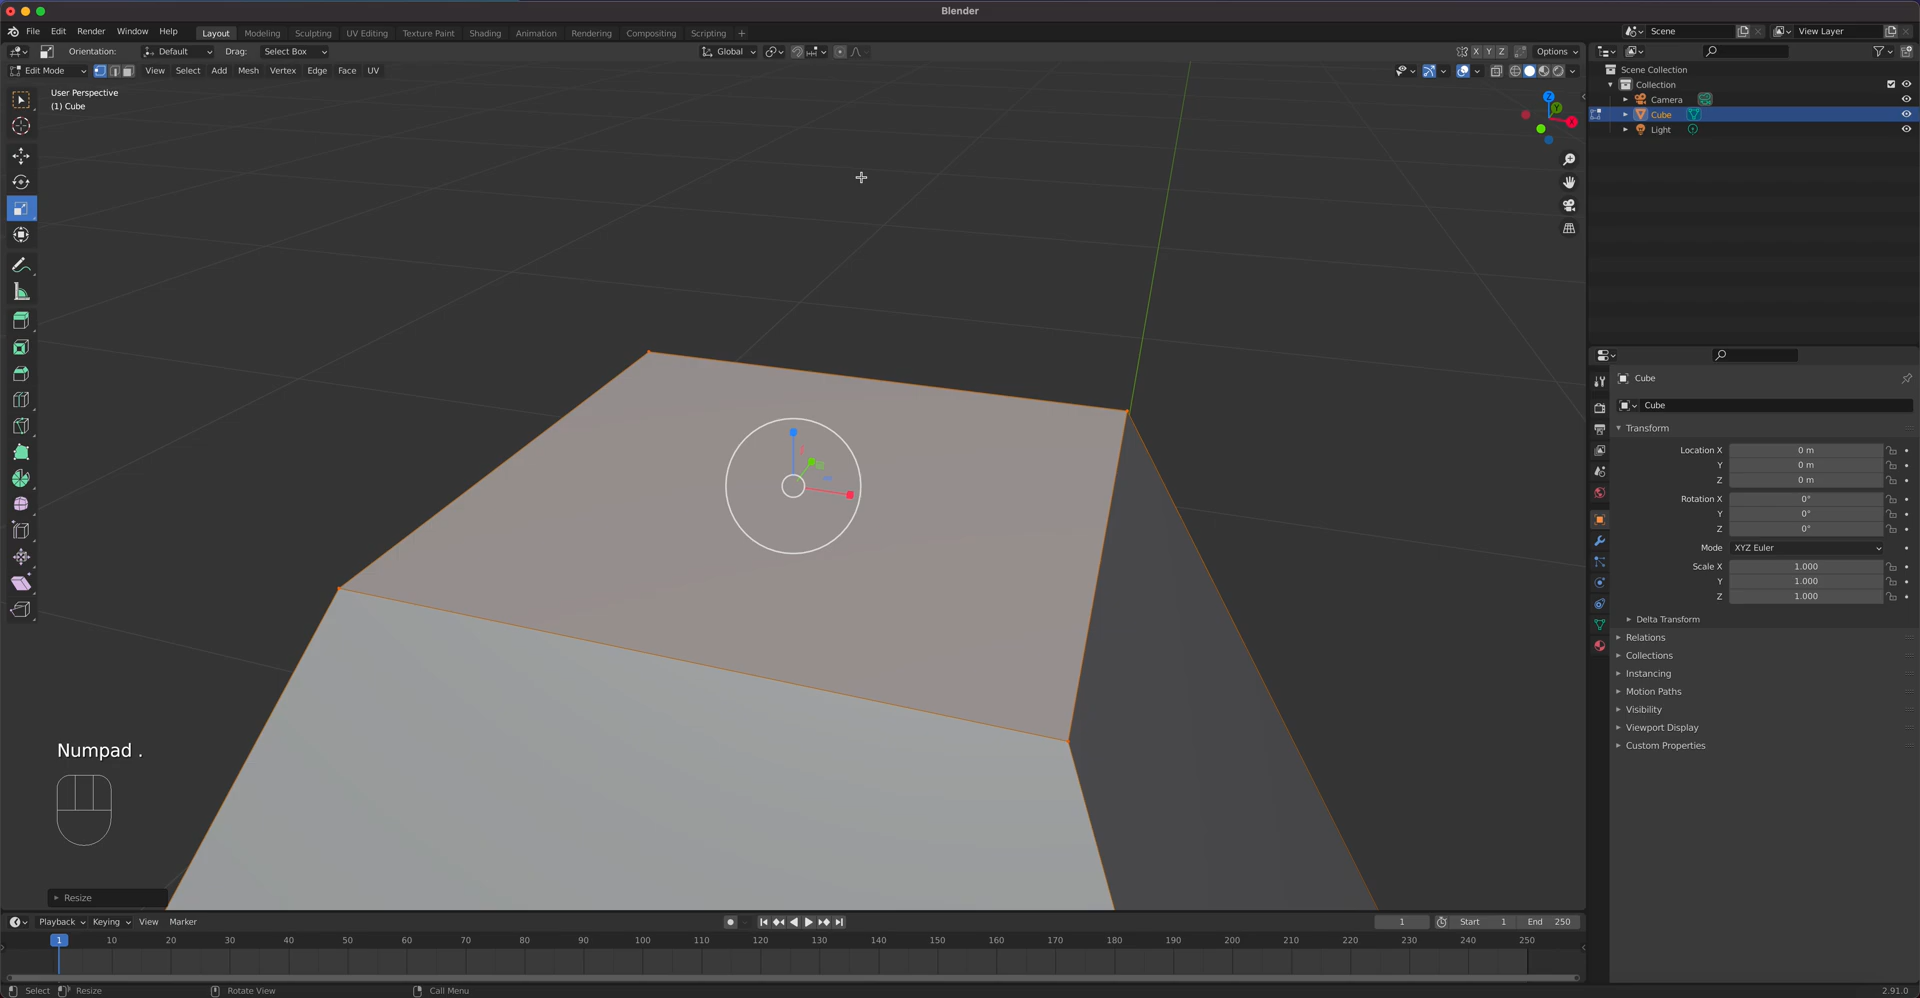 Blender
File Edit Render Window Help Layout Modeling Sculpting UV Editing Texture Paint Shading Animation Rendering Compositing Scripting + Scene View Layer
Orientation: Default Drag: Select Box Global X Y Z Options
Edit Mode View Select Add Mesh Vertex Edge Face UV
User Perspective
(1) Cube
Z
Y
X
Scene Collection
Collection
Camera
Cube
Light
Cube
Cube
Transform
Location X 0 m
Y 0 m
Z 0 m
Rotation X 0°
Y 0°
Z 0°
Mode XYZ Euler
Scale X 1.000
Y 1.000
Z 1.000
Delta Transform
Relations
Collections
Instancing
Motion Paths
Visibility
Viewport Display
Custom Properties
Numpad .
Resize
Playback Keying View Marker 1 Start 1 End 250
1 10 20 30 40 50 60 70 80 90 100 110 120 130 140 150 160 170 180 190 200 210 220 230 240 250
Select Resize Rotate View Call Menu 2.91.0